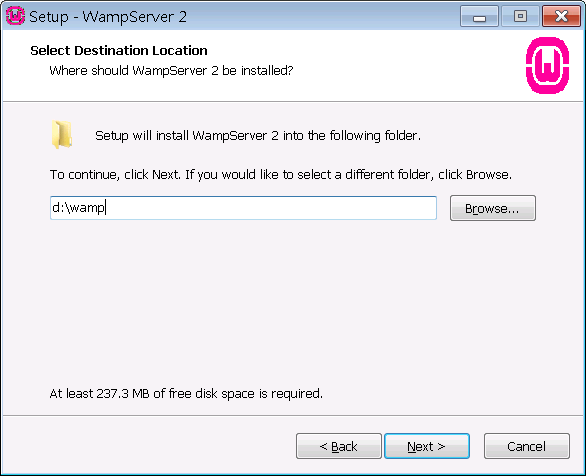 Setup - WampServer 2
Select Destination Location
Where should WampServer 2 be installed?
W
Setup will install WampServer 2 into the following folder.
To continue, click Next. If you would like to select a different folder, click Browse.
d:\wamp
Browse...
At least 237.3 MB of free disk space is required.
< Back
Next >
Cancel